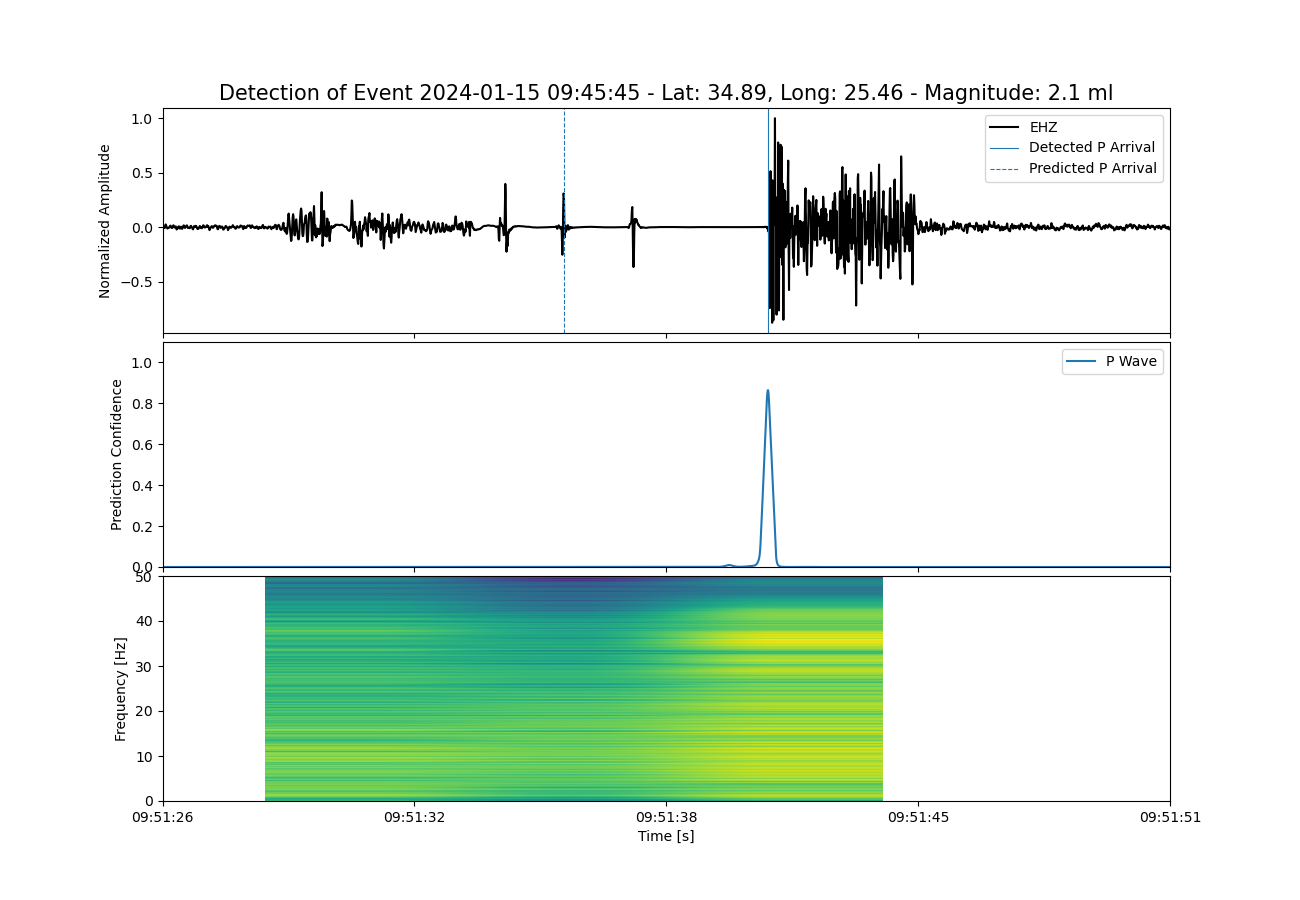 Detection of Event 2024-01-15 09:45:45 - Lat: 34.89, Long: 25.46 - Magnitude: 2.1 ml
1.0
0.5
0.0
−0.5
Normalized Amplitude
EHZ
Detected P Arrival
Predicted P Arrival
1.0
0.8
0.6
0.4
0.2
0.0
Prediction Confidence
P Wave
50
40
30
20
10
0
Frequency [Hz]
09:51:26 09:51:32 09:51:38 09:51:45 09:51:51
Time [s]